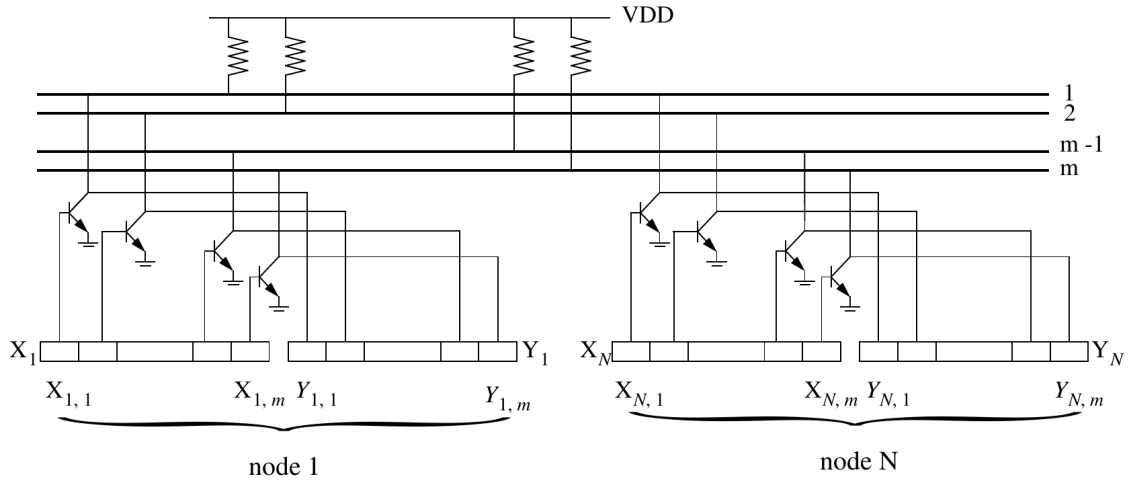 VDD
1
2
m -1
m
X1 Y1 XN YN
X1, 1 X1, m Y1, 1 Y1, m XN, 1 XN, m YN, 1 YN, m
node 1 node N